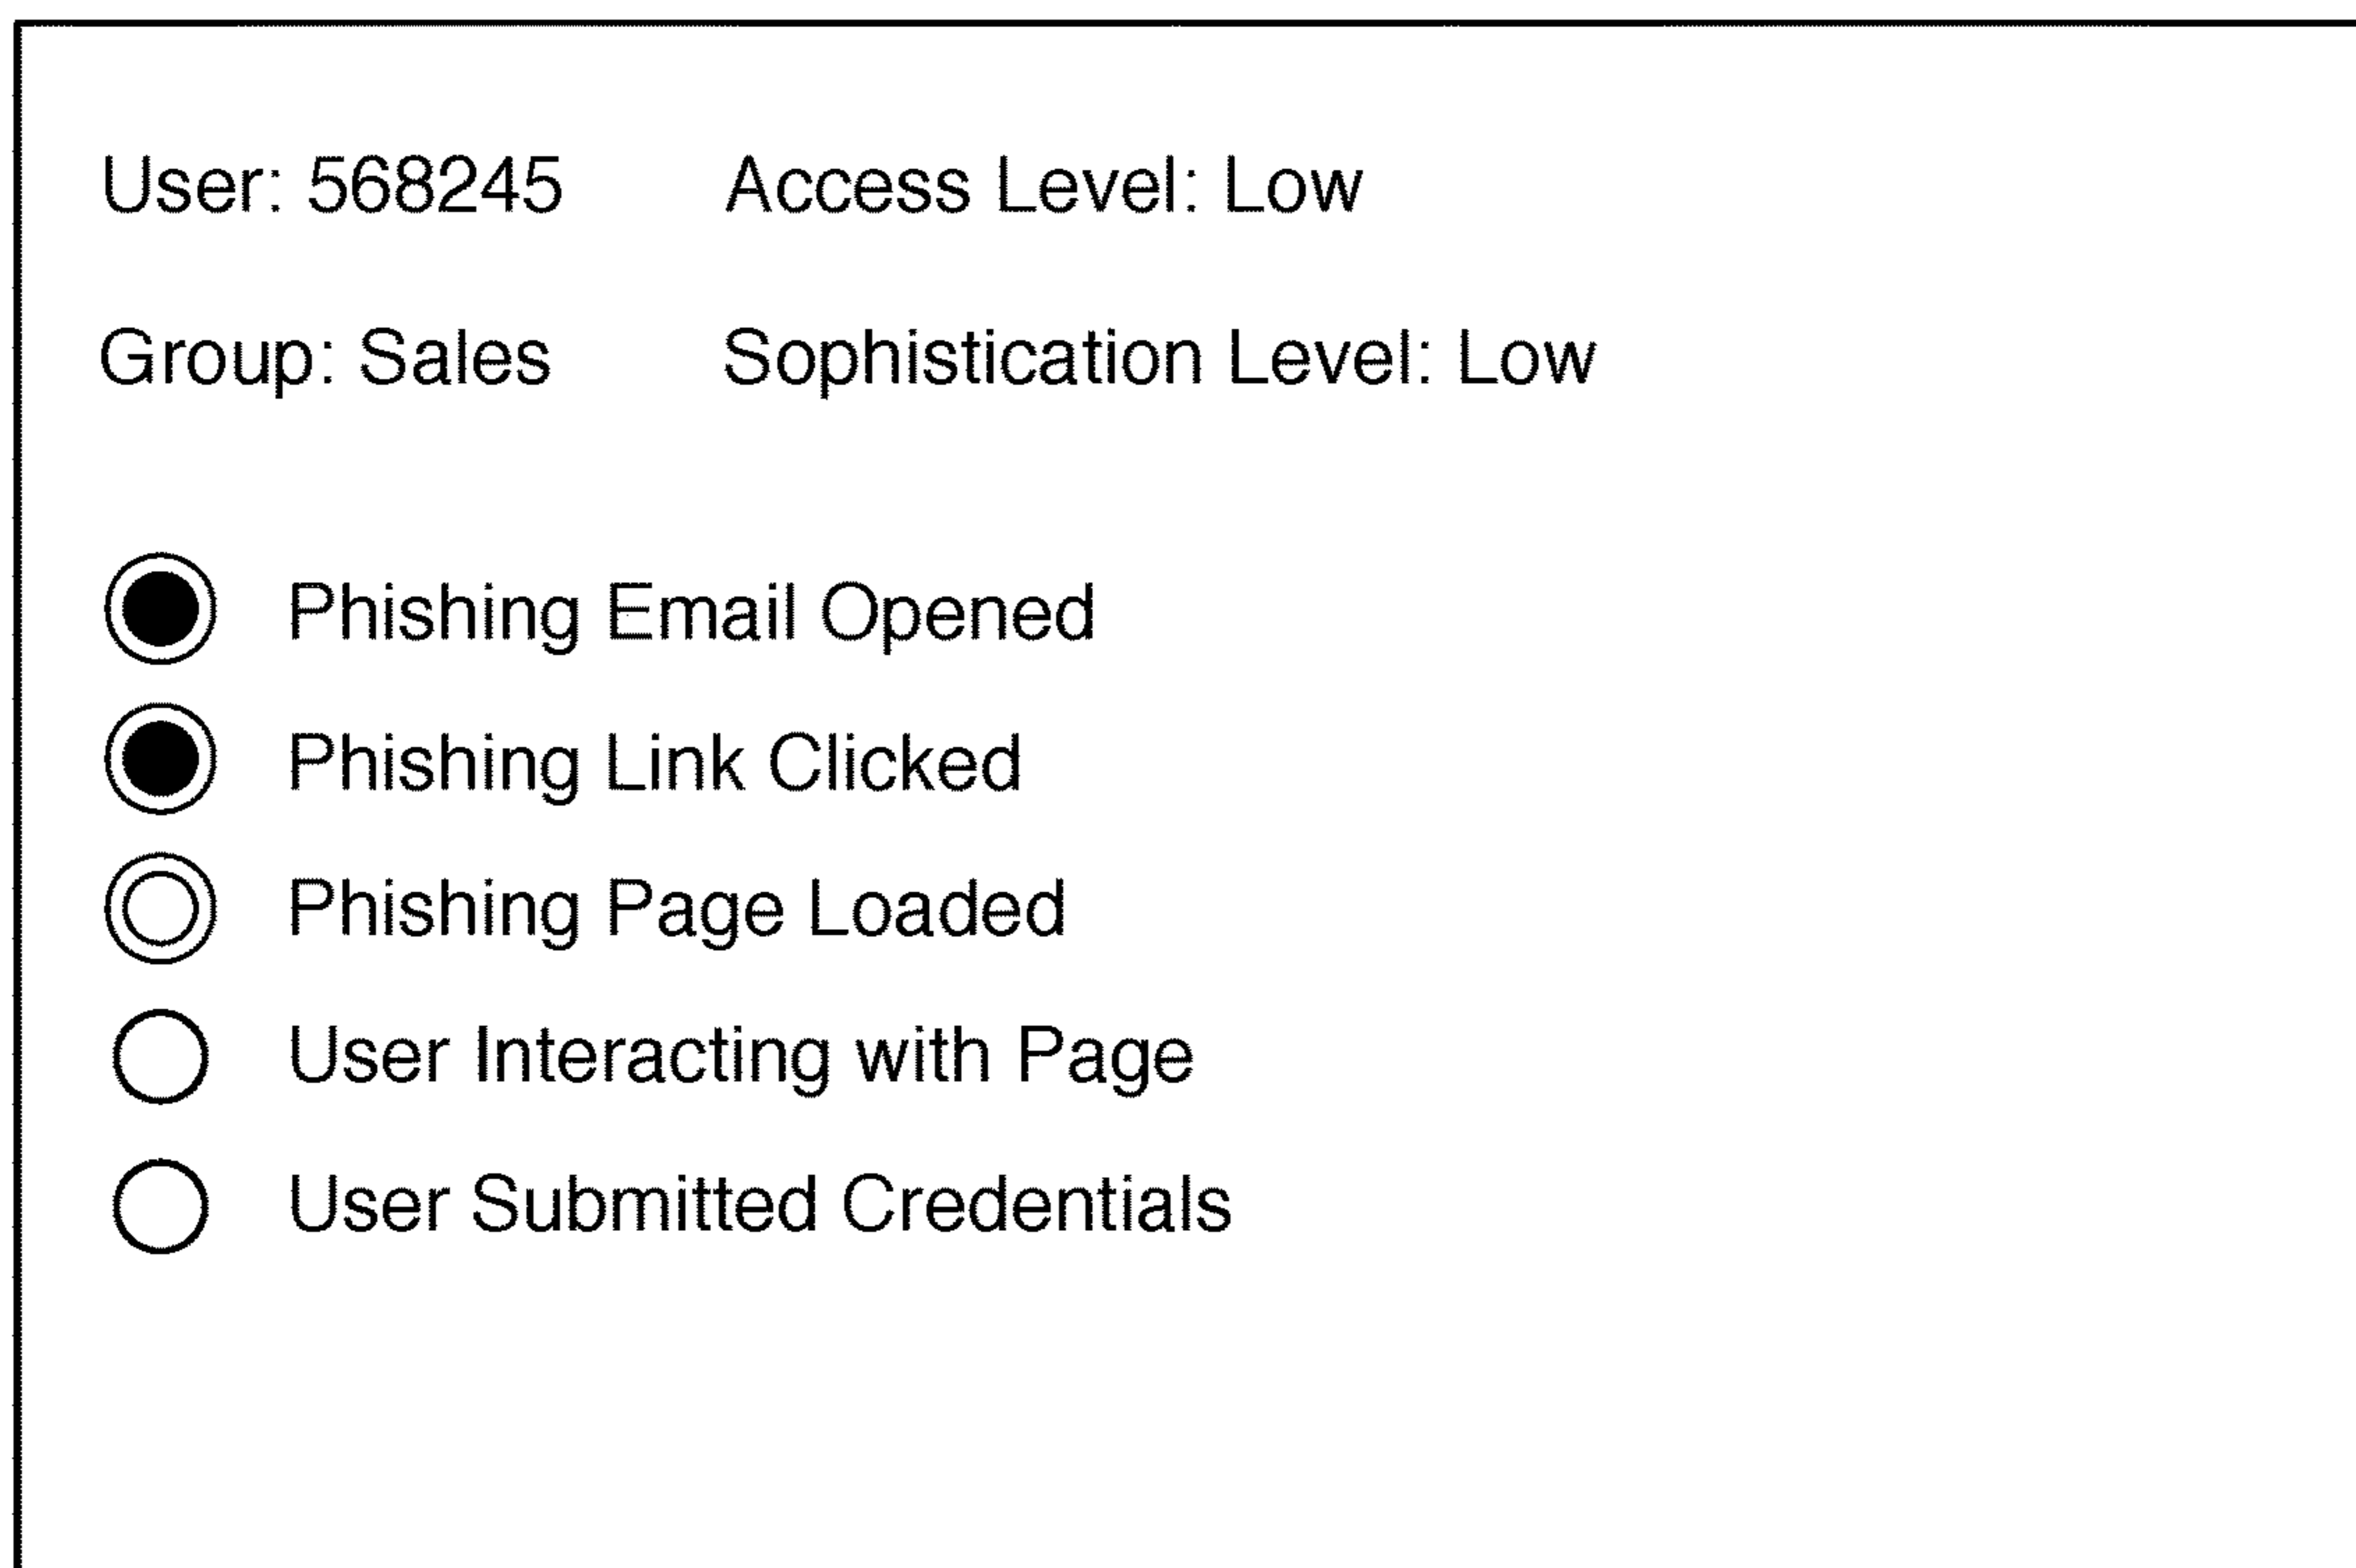 User: 568245 Access Level: Low
Group: Sales Sophistication Level: Low
Phishing Email Opened
Phishing Link Clicked
Phishing Page Loaded
User Interacting with Page
User Submitted Credentials